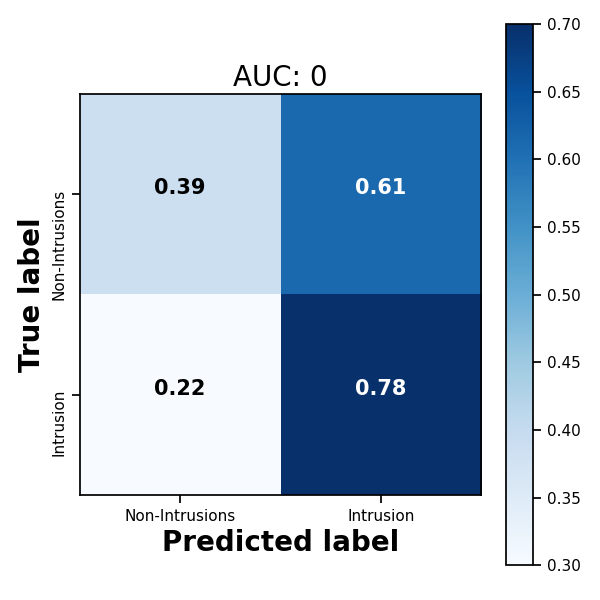 AUC: 0
True label
Non-Intrusions
Intrusion
0.39 0.61
0.22 0.78
Non-Intrusions Intrusion
Predicted label
0.70
0.65
0.60
0.55
0.50
0.45
0.40
0.35
0.30